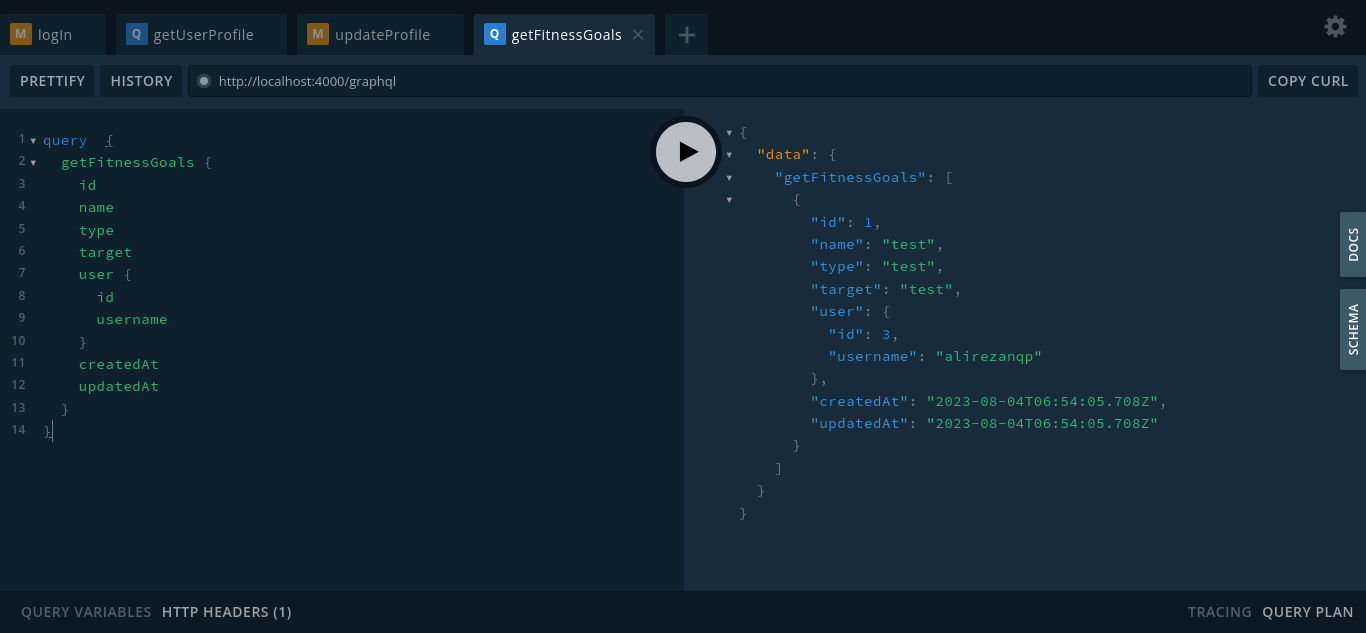 M logIn Q getUserProfile M updateProfile Q getFitnessGoals × +
PRETTIFY HISTORY http://localhost:4000/graphql COPY CURL
1 query {
2 getFitnessGoals {
3 id
4 name
5 type
6 target
7 user {
8 id
9 username
10 }
11 createdAt
12 updatedAt
13 }
14 }
{
"data": {
"getFitnessGoals": [
{
"id": 1,
"name": "test",
"type": "test",
"target": "test",
"user": {
"id": 3,
"username": "alirezanqp"
},
"createdAt": "2023-08-04T06:54:05.708Z",
"updatedAt": "2023-08-04T06:54:05.708Z"
}
]
}
}
DOCS
SCHEMA
QUERY VARIABLES HTTP HEADERS (1) TRACING QUERY PLAN